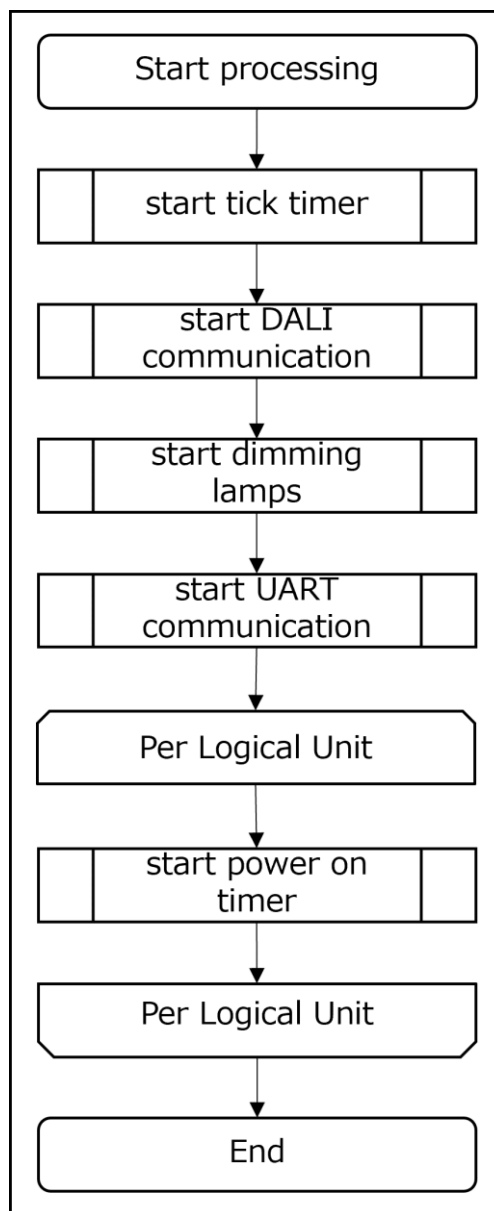 Start processing
start tick timer
start DALI
communication
start dimming
lamps
start UART
communication
Per Logical Unit
start power on
timer
Per Logical Unit
End